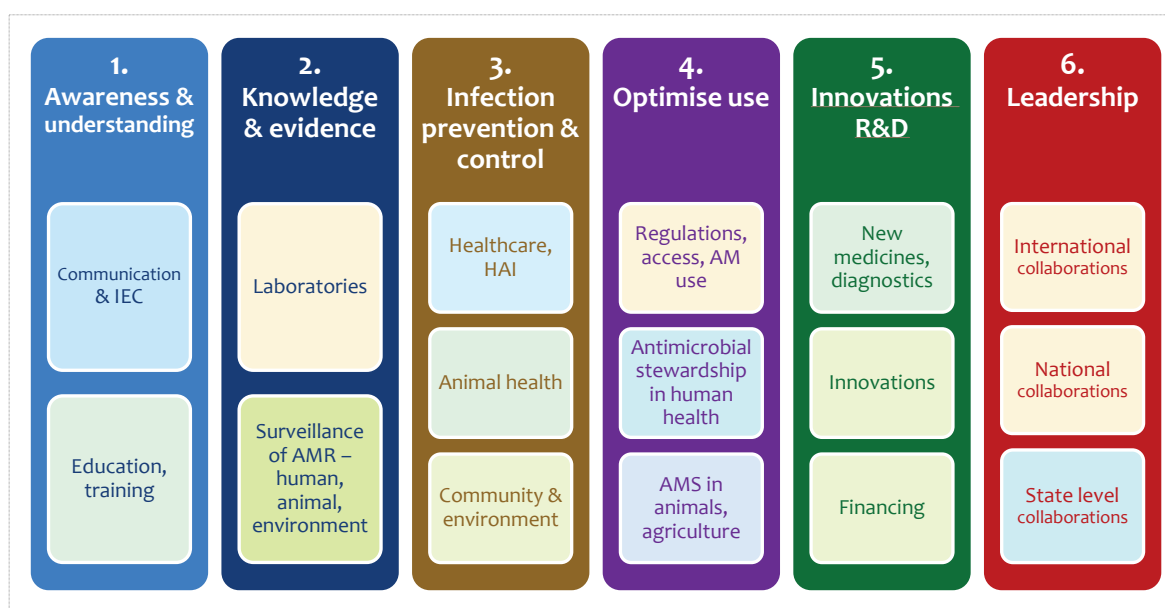 1.
Awareness &
understanding
Communication
& IEC
Education,
training
2.
Knowledge
& evidence
Laboratories
Surveillance
of AMR –
human,
animal,
environment
3.
Infection
prevention &
control
Healthcare,
HAI
Animal health
Community &
environment
4.
Optimise use
Regulations,
access, AM
use
Antimicrobial
stewardship
in human
health
AMS in
animals,
agriculture
5.
Innovations
R&D
New
medicines,
diagnostics
Innovations
Financing
6.
Leadership
International
collaborations
National
collaborations
State level
collaborations